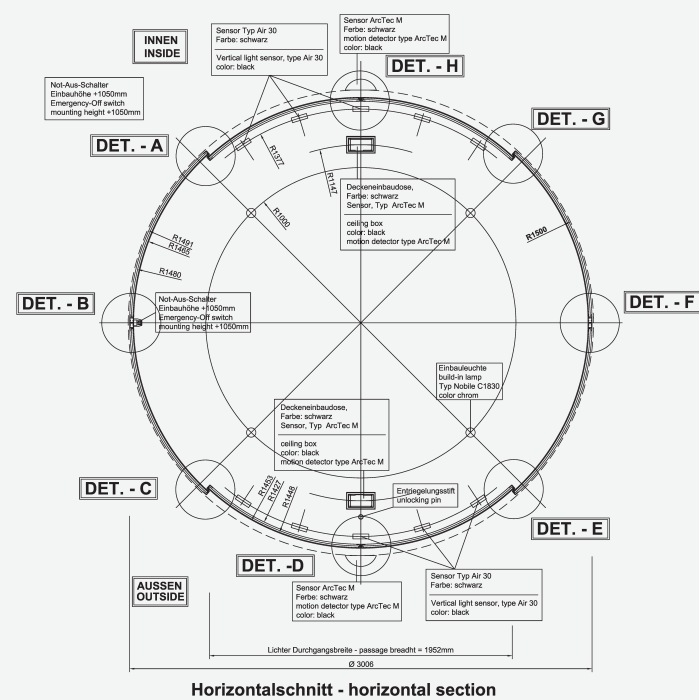 INNEN
INSIDE
Sensor Typ Air 30
Farbe: schwarz
Vertical light sensor, type Air 30
color: black
Sensor ArcTec M
Farbe: schwarz
motion detector type ArcTec M
color: black
DET. - H
Not-Aus-Schalter
Einbauhöhe +1050mm
Emergency-Off switch
mounting height +1050mm
DET. - A
DET. - G
R1377
R1147
R1000
Deckeneinbaudose,
Farbe: schwarz
Sensor, Typ ArcTec M
ceiling box
color: black
motion detector type ArcTec M
R1500
R1491
R1465
R1480
DET. - B
Not-Aus-Schalter
Einbauhöhe +1050mm
Emergency-Off switch
mounting height +1050mm
DET. - F
Einbauleuchte
build-in lamp
Typ Nobile C1830
color chrom
Deckeneinbaudose,
Farbe: schwarz
Sensor, Typ ArcTec M
ceiling box
color: black
motion detector type ArcTec M
DET. - C
R1453
R1427
R1448
Entriegelungsstift
unlocking pin
DET. - E
DET. -D
AUSSEN
OUTSIDE
Sensor ArcTec M
Ferbe: schwarz
motion detector type ArcTec M
color: black
Sensor Typ Air 30
Farbe: schwarz
Vertical light sensor, type Air 30
color: black
Lichter Durchgangsbreite - passage breadht = 1952mm
Ø 3006
Horizontalschnitt - horizontal section